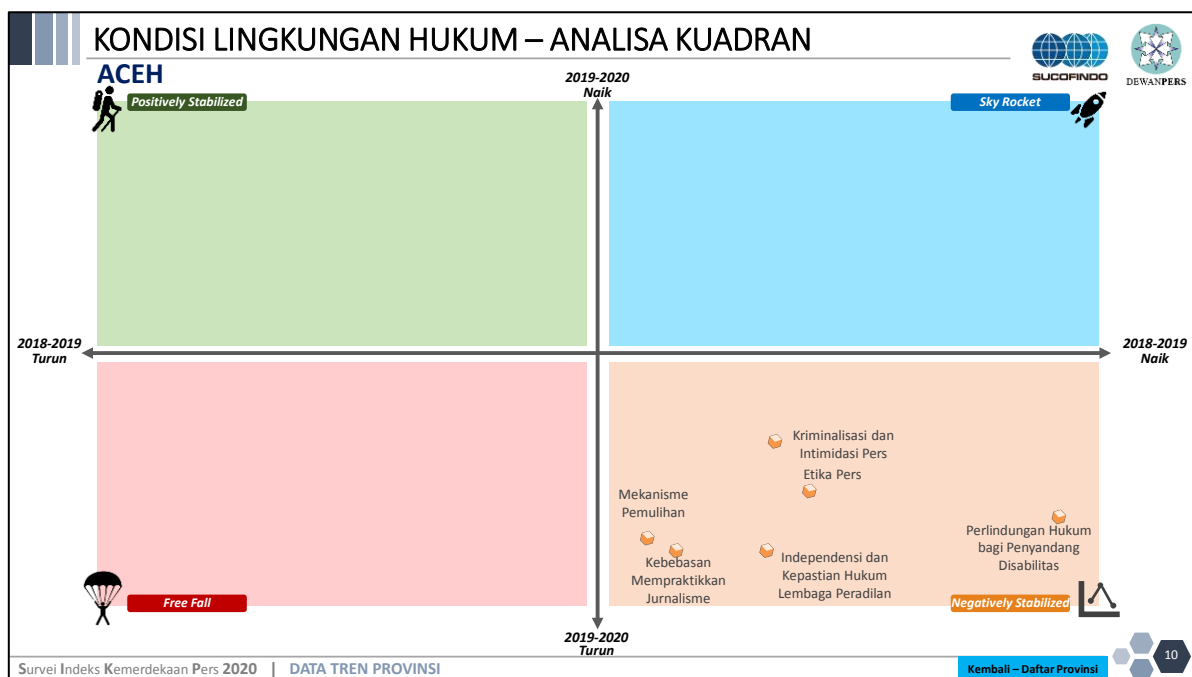 KONDISI LINGKUNGAN HUKUM – ANALISA KUADRAN
ACEH
SUCOFINDO
DEWANPERS
2019-2020
Naik
Positively Stabilized
Sky Rocket
2018-2019
Turun
2018-2019
Naik
Kriminalisasi dan
Intimidasi Pers
Etika Pers
Mekanisme
Pemulihan
Kebebasan
Mempraktikkan
Jurnalisme
Independensi dan
Kepastian Hukum
Lembaga Peradilan
Perlindungan Hukum
bagi Penyandang
Disabilitas
Free Fall
Negatively Stabilized
2019-2020
Turun
Survei Indeks Kemerdekaan Pers 2020 | DATA TREN PROVINSI
Kembali – Daftar Provinsi
10